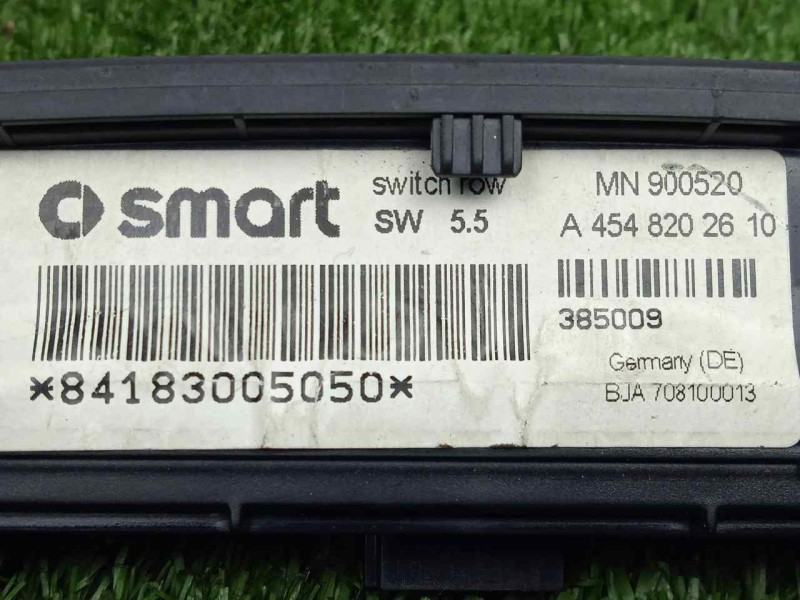 smart
switch row
SW 5.5
MN 900520
A 454 820 26 10
385009
*84183005050*
Germany (DE)
BJA 708100013